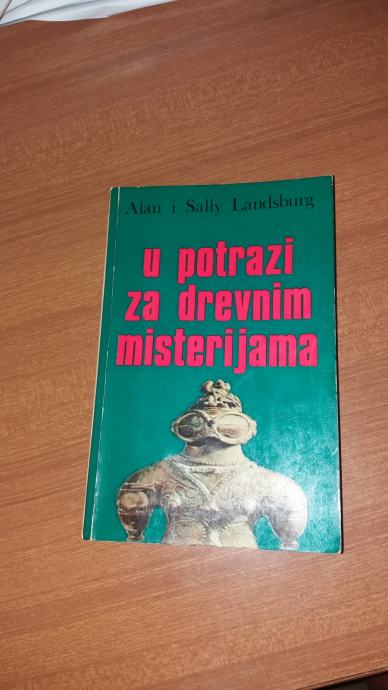 Alan i Sally Landsburg
u potrazi
za drevnim
misterijama